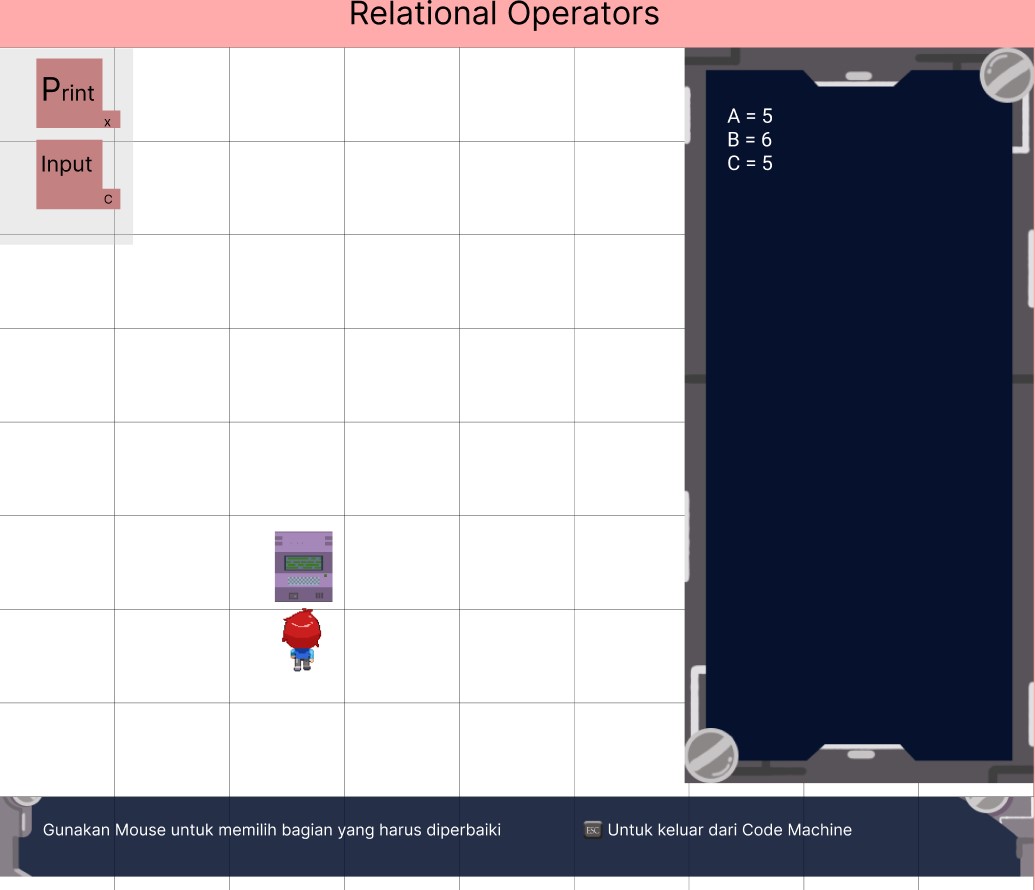 Relational Operators
Print
x
Input
C
A = 5
B = 6
C = 5
Gunakan Mouse untuk memilih bagian yang harus diperbaiki
ESC Untuk keluar dari Code Machine